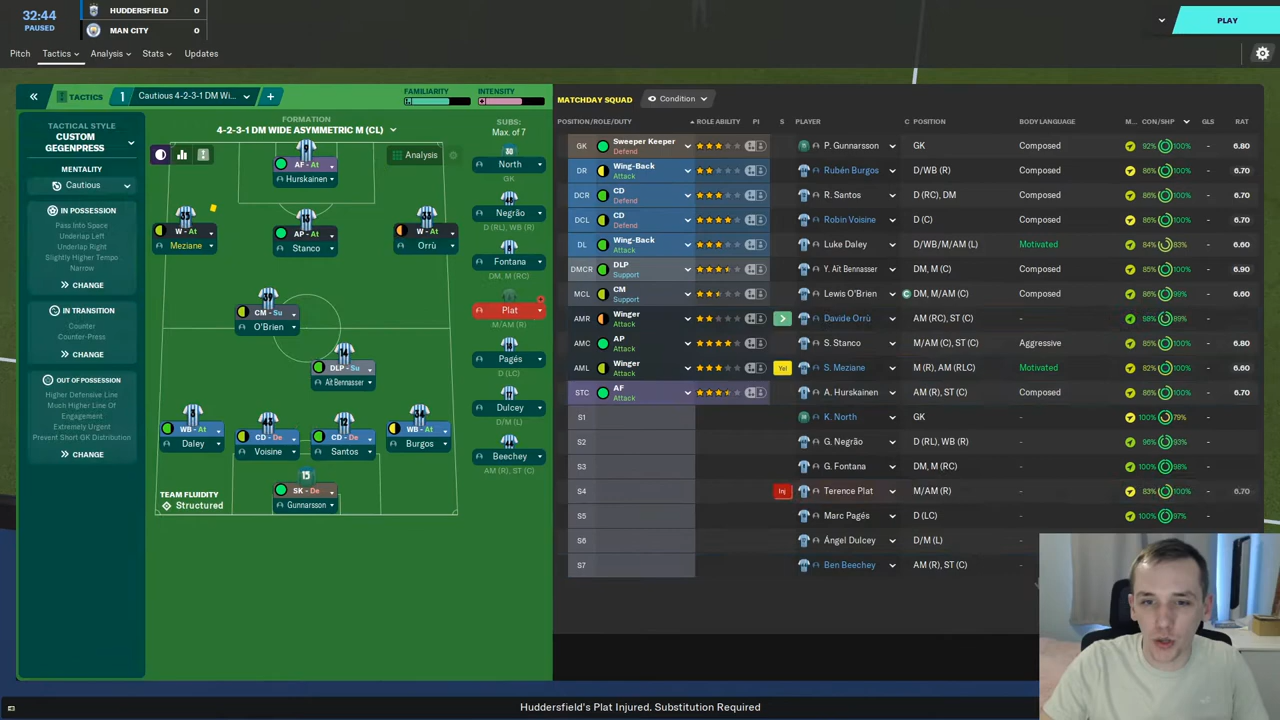 32:44
PAUSED
HUDDERSFIELD 0
MAN CITY 0
PLAY
Pitch Tactics Analysis Stats Updates
TACTICS 1 Cautious 4-2-3-1 DM Wi... +
FAMILIARITY INTENSITY
TACTICAL STYLE
CUSTOM
GEGENPRESS
MENTALITY
Cautious
IN POSSESSION
Pass Into Space
Underlap Left
Underlap Right
Slightly Higher Tempo
Narrow
CHANGE
IN TRANSITION
Counter
Counter-Press
CHANGE
OUT OF POSSESSION
Higher Defensive Line
Much Higher Line Of
Engagement
Extremely Urgent
Prevent Short GK Distribution
CHANGE
FORMATION
4-2-3-1 DM WIDE ASYMMETRIC M (CL)
Analysis
AF - At
Hurskainen
W - At
Meziane
AP - At
Stanco
W - At
Orrù
CM - Su
O'Brien
DLP - Su
Aït Bennasser
WB - At
Daley
CD - De
Voisine
CD - De
Santos
WB - At
Burgos
SK - De
Gunnarsson
TEAM FLUIDITY
Structured
SUBS:
Max. of 7
North
GK
Negrão
D (RL), WB (R)
Fontana
DM, M (RC)
Plat
M/AM (R)
Pagés
D (LC)
Dulcey
D/M (L)
Beechey
AM (R), ST (C)
MATCHDAY SQUAD Condition
POSITION/ROLE/DUTY ROLE ABILITY PI S PLAYER C POSITION BODY LANGUAGE M... CON/SHP GLS RAT
GK Sweeper Keeper Defend P. Gunnarsson GK Composed 92% 100% - 6.80
DR Wing-Back Attack Rubén Burgos D/WB (R) Composed 86% 100% - 6.70
DCR CD Defend R. Santos D (RC), DM Composed 86% 100% - 6.70
DCL CD Defend Robin Voisine D (C) Composed 86% 100% - 6.70
DL Wing-Back Attack Luke Daley D/WB/M/AM (L) Motivated 84% 83% - 6.60
DMCR DLP Support Y. Aït Bennasser DM, M (C) Composed 85% 100% - 6.90
MCL CM Support Lewis O'Brien C DM, M/AM (C) Composed 85% 99% - 6.60
AMR Winger Attack Davide Orrù AM (RC), ST (C) Composed 98% 89% -
AMC AP Attack S. Stanco M/AM (C), ST (C) Aggressive 86% 100% - 6.80
AML Winger Attack Yel S. Meziane M (R), AM (RLC) Motivated 82% 100% - 6.60
STC AF Attack A. Hurskainen AM (R), ST (C) Composed 86% 100% - 6.70
S1 K. North GK - 100% 79% -
S2 G. Negrão D (RL), WB (R) - 96% 93% -
S3 G. Fontana DM, M (RC) - 100% 98% -
S4 Inj Terence Plat M/AM (R) - 83% 100% - 6.70
S5 Marc Pagés D (LC) - 100% 97% -
S6 Ángel Dulcey D/M (L) -
S7 Ben Beechey AM (R), ST (C) -
Huddersfield's Plat Injured. Substitution Required